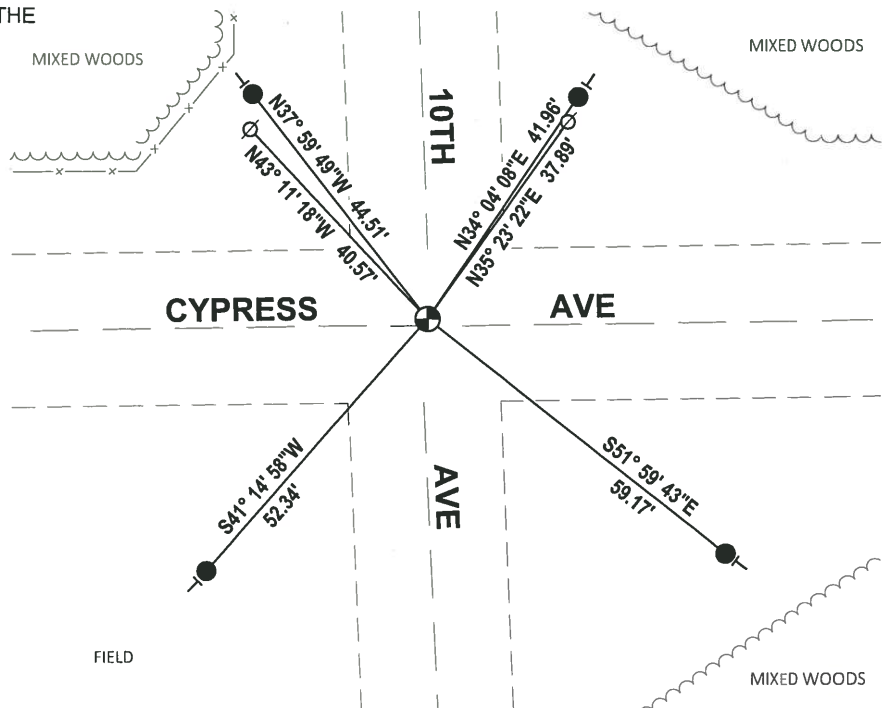 THE
MIXED WOODS
MIXED WOODS
10TH
N37° 59' 49"W 44.51'
N43° 11' 18"W 40.57'
N34° 04' 08"E 41.96'
N35° 23' 22"E 37.89'
CYPRESS AVE
AVE
S41° 14' 58"W
52.34'
S51° 59' 43"E
59.17'
FIELD
MIXED WOODS